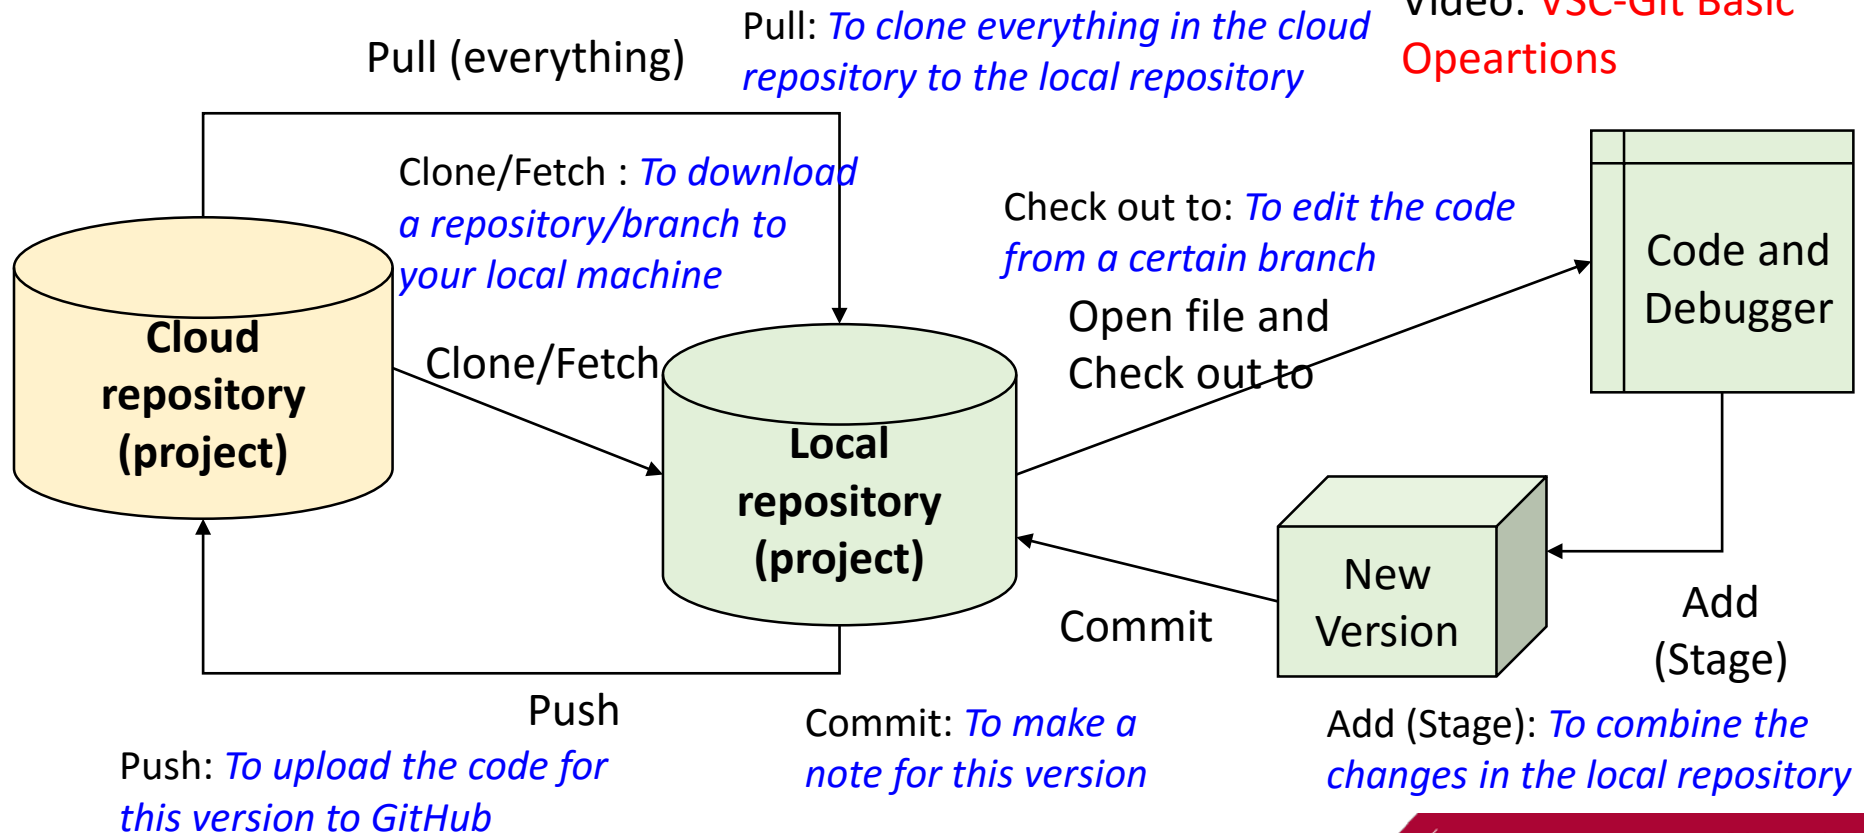 Pull (everything)
Pull: To clone everything in the cloud
repository to the local repository
Video: VSC-Git Basic
Opeartions
Clone/Fetch : To download
a repository/branch to
your local machine
Check out to: To edit the code
from a certain branch
Open file and
Check out to
Code and
Debugger
Cloud
repository
(project)
Clone/Fetch
Local
repository
(project)
New
Version
Commit
Add
(Stage)
Push
Push: To upload the code for
this version to GitHub
Commit: To make a
note for this version
Add (Stage): To combine the
changes in the local repository